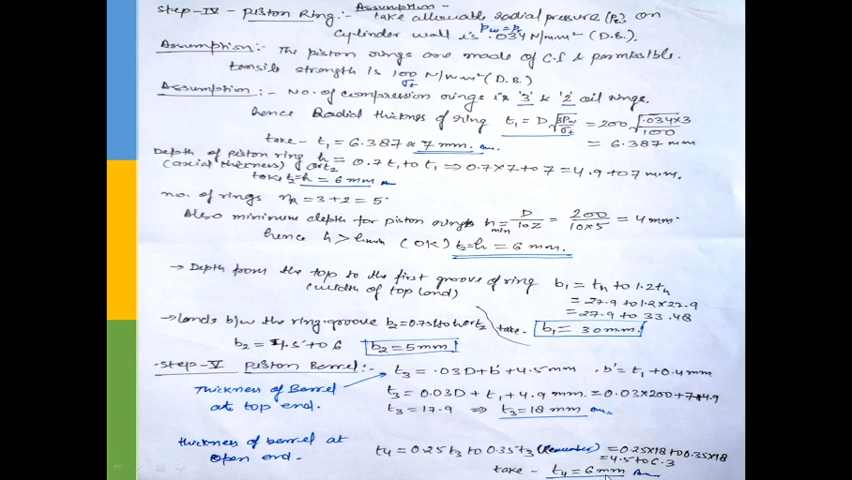 Assumption -
Step-IV - Piston Ring:- take allowable radial pressure (Pr) on
Cylinder wall is .034 N/mm² (D.B.). Pw=Pr
Assumption:- The piston rings are made of C.I & permissible.
tensile strength is 100 N/mm² (D.B.)
σt
Assumption:- No. of compression rings is '3' & '2' oil rings.
hence Radial thickness of ring t₁ = D√(3Pw/σt) = 200√(.034×3/100)
take - t₁ = 6.387 ≈ 7 mm. Ans. = 6.387 mm
Depth of piston ring h = 0.7t₁ to t₁ ⇒ 0.7×7 to 7 = 4.9 to 7 mm.
(axial thickness) or t₂
take t₂=h = 6 mm
no. of rings nR = 3+2 = 5.
Also minimum depth for piston rings hmin = D/10Z = 200/10×5 = 4 mm.
hence h > hmin (OK) t₂=h = 6 mm.
→ Depth from the top to the first groove of ring b₁ = tH to 1.2tH
(width of top land) = 27.9 to 1.2×27.9
= 27.9 to 33.48
→ Lands b/w the ring groove b₂ = 0.75h to h or t₂ take. b₁ = 30 mm.
b₂ = 4.5 to 6 b₂ = 5 mm
Step-V Piston Barrel:- t₃ = .03D + b' + 4.5 mm , b' = t₁ + 0.4 mm
Thickness of Barrel t₃ = 0.03D + t₁ + 4.9 mm. = 0.03×200 + 7 + 4.9
at top end. t₃ = 17.9 ⇒ t₃ = 18 mm Ans
thickness of barrel at t₄ = 0.25t₃ to 0.35t₃ (Remember) = 0.25×18 to 0.35×18
open end. = 4.5 to 6.3
take - t₄ = 6 mm Ans